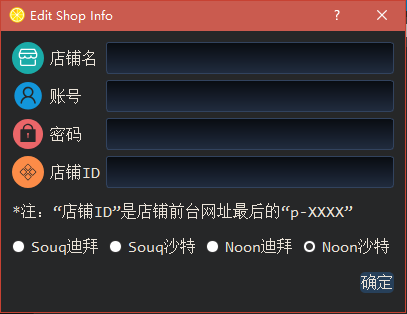 Edit Shop Info ?
店铺名
账号
密码
店铺ID
*注：“店铺ID”是店铺前台网址最后的“p-XXXX”
Souq迪拜 Souq沙特 Noon迪拜 Noon沙特
确定